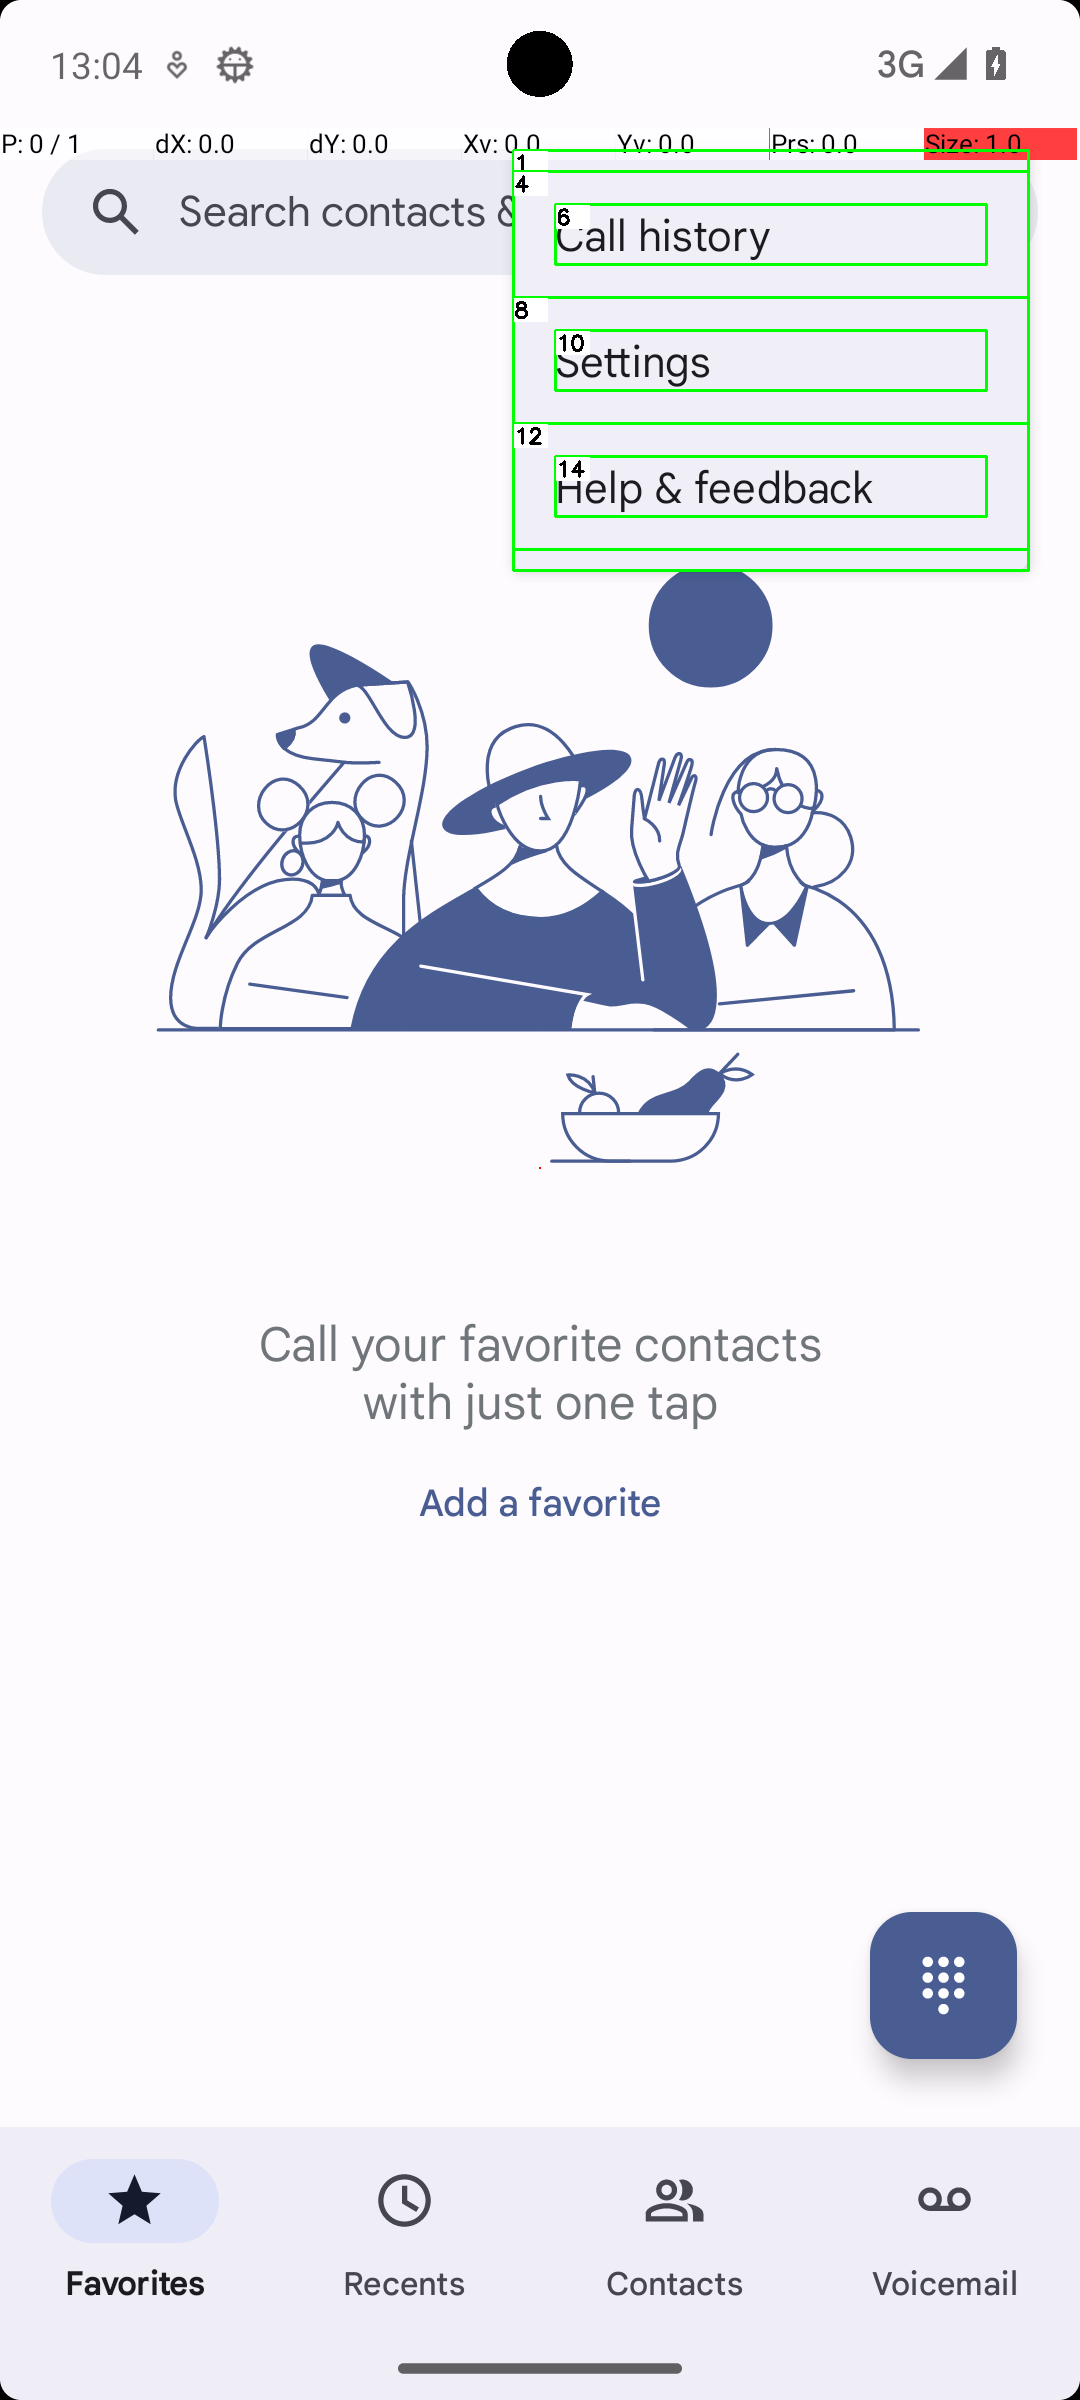 13:04
3G
P: 0 / 1
dX: 0.0
dY: 0.0
Xv: 0.0
Yv: 0.0
Prs: 0.0
Size: 1.0
1
Search contacts &
4
6
Call history
8
10
Settings
12
14
Help & feedback
Call your favorite contacts
with just one tap
Add a favorite
Favorites
Recents
Contacts
Voicemail